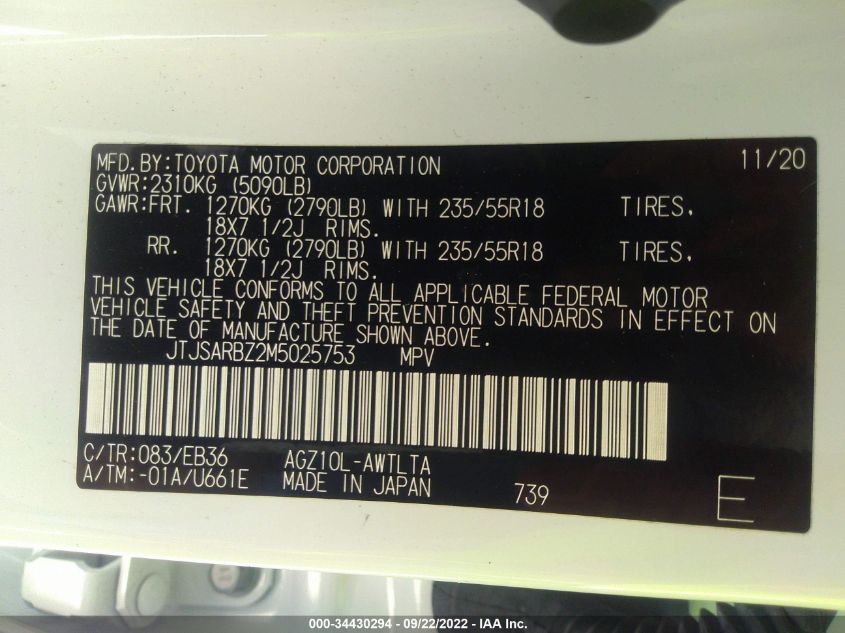 MFD.BY:TOYOTA MOTOR CORPORATION 11/20
GVWR:2310KG (5090LB)
GAWR:FRT. 1270KG (2790LB) WITH 235/55R18 TIRES,
18X7 1/2J RIMS.
RR. 1270KG (2790LB) WITH 235/55R18 TIRES,
18X7 1/2J RIMS.
THIS VEHICLE CONFORMS TO ALL APPLICABLE FEDERAL MOTOR
VEHICLE SAFETY AND THEFT PREVENTION STANDARDS IN EFFECT ON
THE DATE OF MANUFACTURE SHOWN ABOVE.
JTJSARBZ2M5025753 MPV
C/TR:083/EB36 AGZ10L-AWTLTA
A/TM:-01A/U661E MADE IN JAPAN 739 E
000-34430294 - 09/22/2022 - IAA Inc.